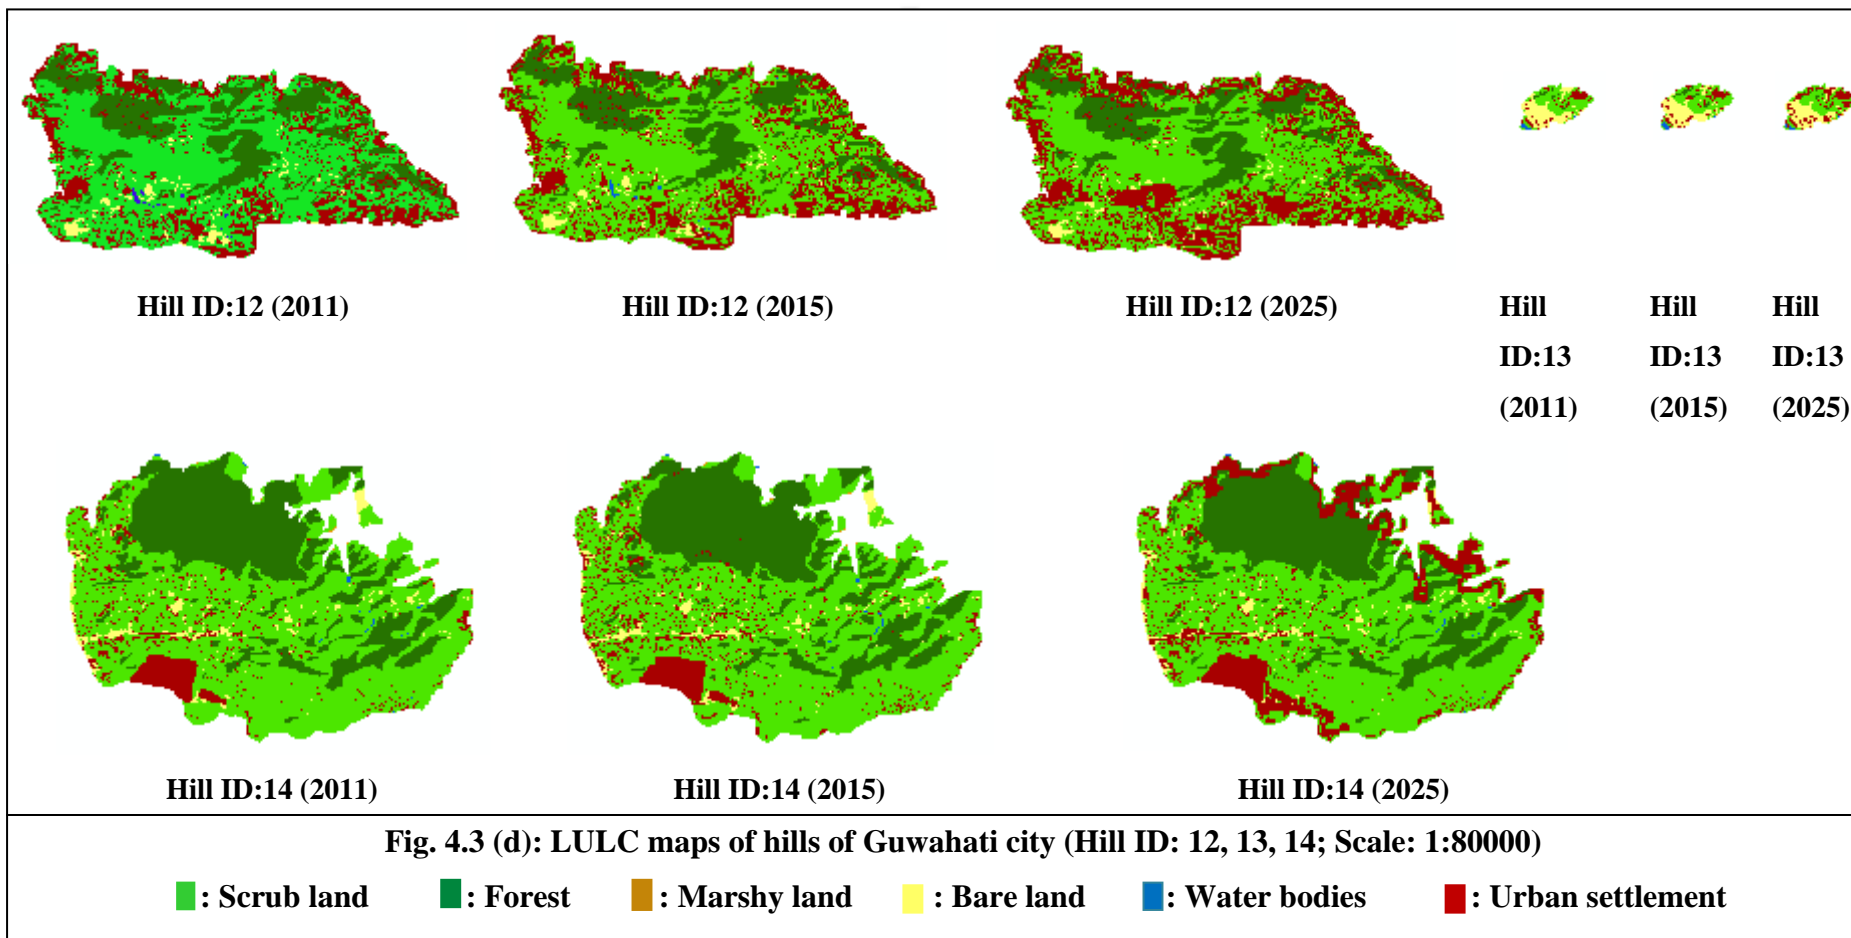 Hill ID:12 (2011)
Hill ID:12 (2015)
Hill ID:12 (2025)
Hill
ID:13
(2011)
Hill
ID:13
(2015)
Hill
ID:13
(2025)
Hill ID:14 (2011)
Hill ID:14 (2015)
Hill ID:14 (2025)
Fig. 4.3 (d): LULC maps of hills of Guwahati city (Hill ID: 12, 13, 14; Scale: 1:80000)
: Scrub land : Forest : Marshy land : Bare land : Water bodies : Urban settlement